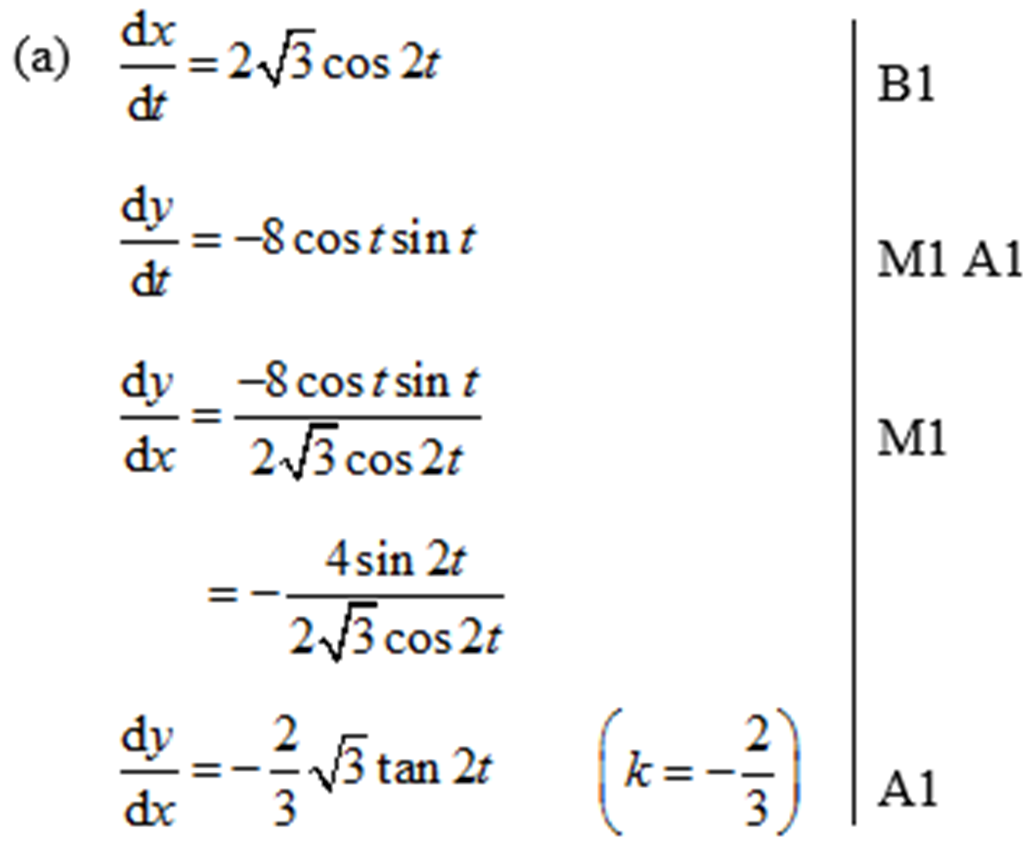 (a) dx/dt = 2√3 cos 2t B1
dy/dt = −8 cos t sin t M1 A1
dy/dx = −8 cos t sin t / 2√3 cos 2t M1
= − 4 sin 2t / 2√3 cos 2t
dy/dx = − 2/3 √3 tan 2t (k = − 2/3) A1